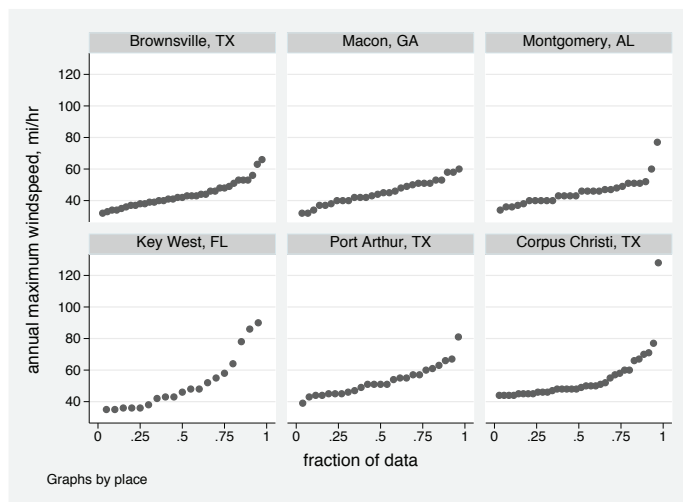 Brownsville, TX
Macon, GA
Montgomery, AL
120
100
80
60
40
Key West, FL
Port Arthur, TX
Corpus Christi, TX
120
100
80
60
40
0 .25 .5 .75 1
0 .25 .5 .75 1
0 .25 .5 .75 1
annual maximum windspeed, mi/hr
fraction of data
Graphs by place